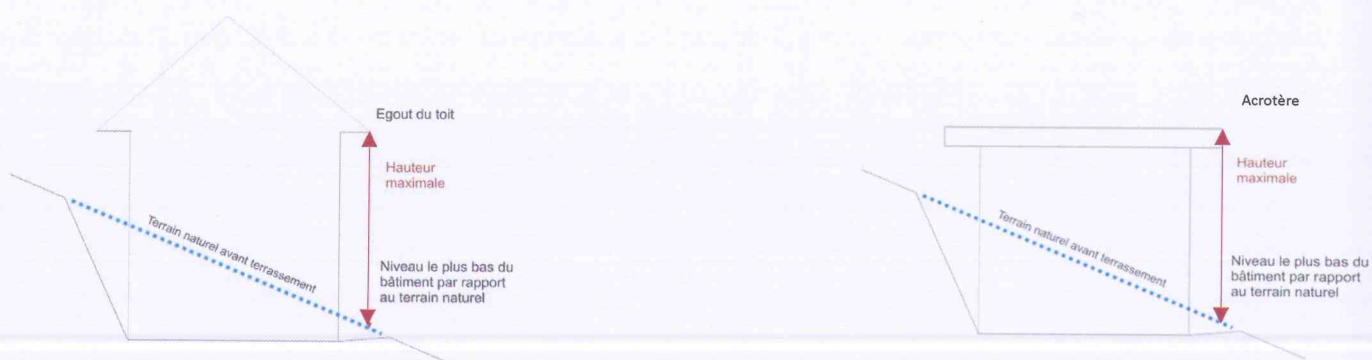 Egout du toit
Hauteur
maximale
Terrain naturel avant terrassement
Niveau le plus bas du
bâtiment par rapport
au terrain naturel
Acrotère
Hauteur
maximale
Terrain naturel avant terrassement
Niveau le plus bas du
bâtiment par rapport
au terrain naturel